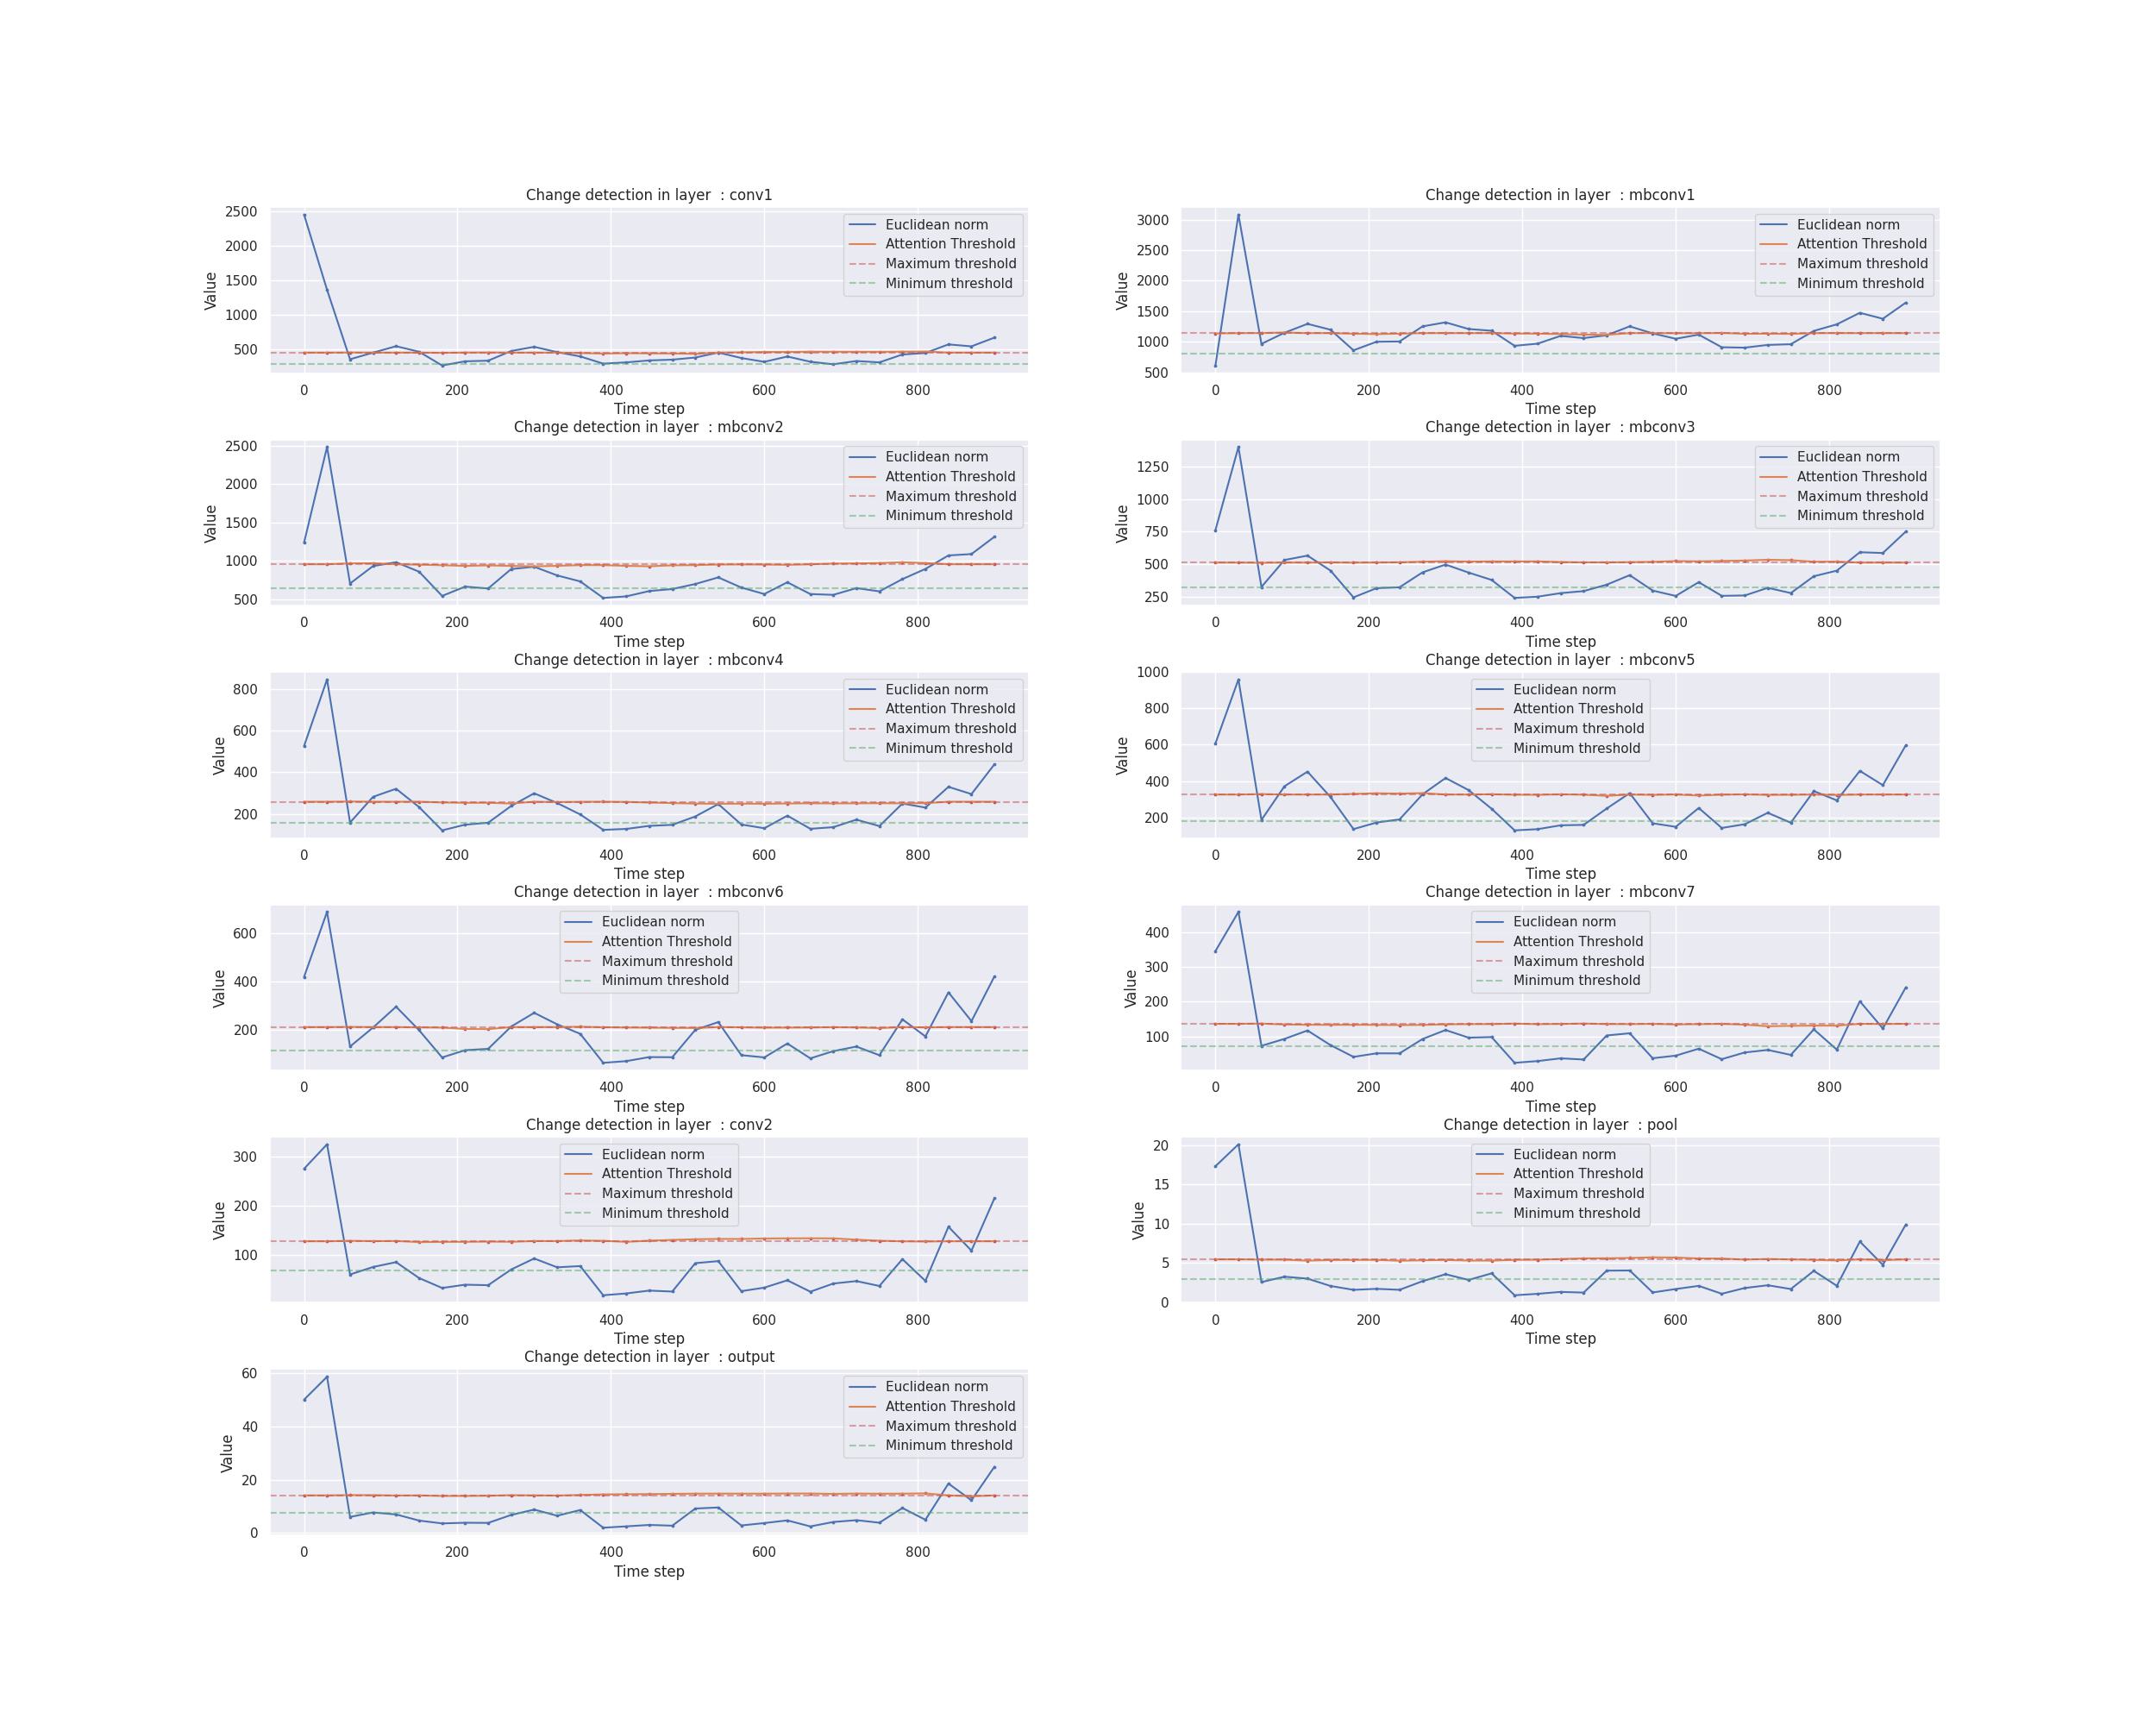 Change detection in layer : conv1
2500
2000
1500
1000
500
Value
0 200 400 600 800
Time step
Euclidean norm
Attention Threshold
Maximum threshold
Minimum threshold
Change detection in layer : mbconv1
3000
2500
2000
1500
1000
500
Value
0 200 400 600 800
Time step
Euclidean norm
Attention Threshold
Maximum threshold
Minimum threshold
Change detection in layer : mbconv2
2500
2000
1500
1000
500
Value
0 200 400 600 800
Time step
Euclidean norm
Attention Threshold
Maximum threshold
Minimum threshold
Change detection in layer : mbconv3
1250
1000
750
500
250
Value
0 200 400 600 800
Time step
Euclidean norm
Attention Threshold
Maximum threshold
Minimum threshold
Change detection in layer : mbconv4
800
600
400
200
Value
0 200 400 600 800
Time step
Euclidean norm
Attention Threshold
Maximum threshold
Minimum threshold
Change detection in layer : mbconv5
1000
800
600
400
200
Value
0 200 400 600 800
Time step
Euclidean norm
Attention Threshold
Maximum threshold
Minimum threshold
Change detection in layer : mbconv6
600
400
200
Value
0 200 400 600 800
Time step
Euclidean norm
Attention Threshold
Maximum threshold
Minimum threshold
Change detection in layer : mbconv7
400
300
200
100
Value
0 200 400 600 800
Time step
Euclidean norm
Attention Threshold
Maximum threshold
Minimum threshold
Change detection in layer : conv2
300
200
100
Value
0 200 400 600 800
Time step
Euclidean norm
Attention Threshold
Maximum threshold
Minimum threshold
Change detection in layer : pool
20
15
10
5
0
Value
0 200 400 600 800
Time step
Euclidean norm
Attention Threshold
Maximum threshold
Minimum threshold
Change detection in layer : output
60
40
20
0
Value
0 200 400 600 800
Time step
Euclidean norm
Attention Threshold
Maximum threshold
Minimum threshold